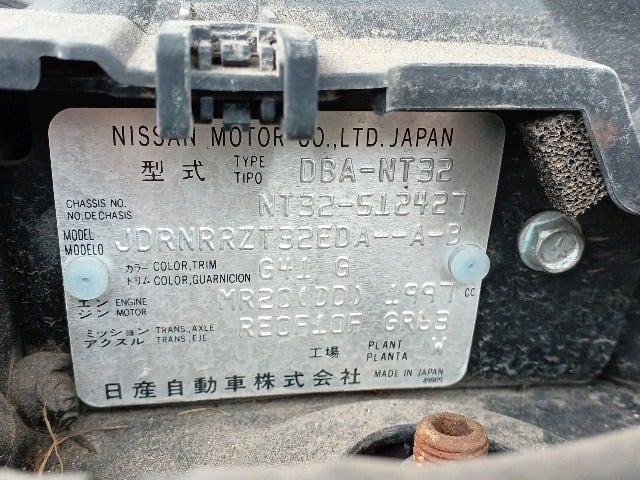 NISSAN MOTOR CO.,LTD. JAPAN
型式 TYPE TIPO DBA-NT32
CHASSIS NO. NO. DE CHASIS NT32-512427
MODEL MODELO JDRNRRZT32EDA--A-B
カラー COLOR, TRIM トリム COLOR, GUARNICION G41 G
エンジン ENGINE MOTOR MR20(DD) 1997 CC
ミッション アクスル TRANS., AXLE TRANS., EJE RE0F10F GR63
工場 PLANT PLANTA W
日産自動車株式会社 MADE IN JAPAN
89909